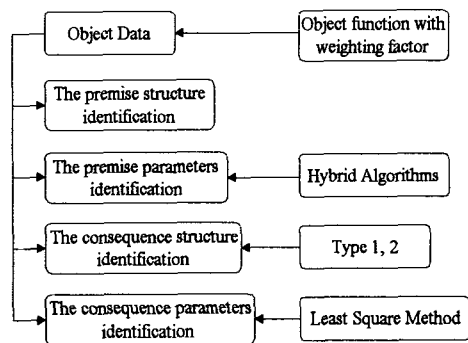 Object Data
Object function with
weighting factor
The premise structure
identification
The premise parameters
identification
Hybrid Algorithms
The consequence structure
identification
Type 1, 2
The consequence parameters
identification
Least Square Method